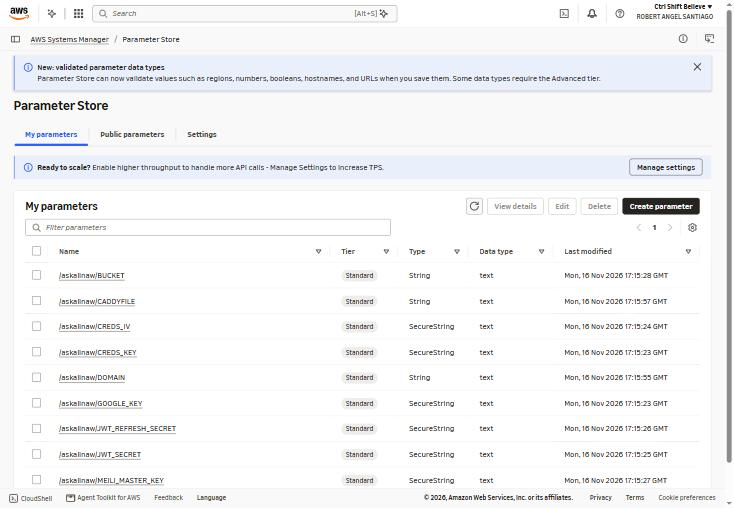 aws
Search [Alt+S]
Ctrl Shift Believe ▼
ROBERT ANGEL SANTIAGO
AWS Systems Manager / Parameter Store
New: validated parameter data types
Parameter Store can now validate values such as regions, numbers, booleans, hostnames, and URLs when you save them. Some data types require the Advanced tier.
Parameter Store
My parameters Public parameters Settings
Ready to scale? Enable higher throughput to handle more API calls - Manage Settings to increase TPS. Manage settings
My parameters View details Edit Delete Create parameter
Filter parameters 1
Name Tier Type Data type Last modified
/askalinaw/BUCKET Standard String text Mon, 16 Nov 2026 17:15:28 GMT
/askalinaw/CADDYFILE Standard String text Mon, 16 Nov 2026 17:15:57 GMT
/askalinaw/CREDS_IV Standard SecureString text Mon, 16 Nov 2026 17:15:24 GMT
/askalinaw/CREDS_KEY Standard SecureString text Mon, 16 Nov 2026 17:15:23 GMT
/askalinaw/DOMAIN Standard String text Mon, 16 Nov 2026 17:15:55 GMT
/askalinaw/GOOGLE_KEY Standard SecureString text Mon, 16 Nov 2026 17:15:23 GMT
/askalinaw/JWT_REFRESH_SECRET Standard SecureString text Mon, 16 Nov 2026 17:15:26 GMT
/askalinaw/JWT_SECRET Standard SecureString text Mon, 16 Nov 2026 17:15:25 GMT
/askalinaw/MEILI_MASTER_KEY Standard SecureString text Mon, 16 Nov 2026 17:15:27 GMT
CloudShell Agent Toolkit for AWS Feedback Language © 2026, Amazon Web Services, Inc. or its affiliates. Privacy Terms Cookie preferences